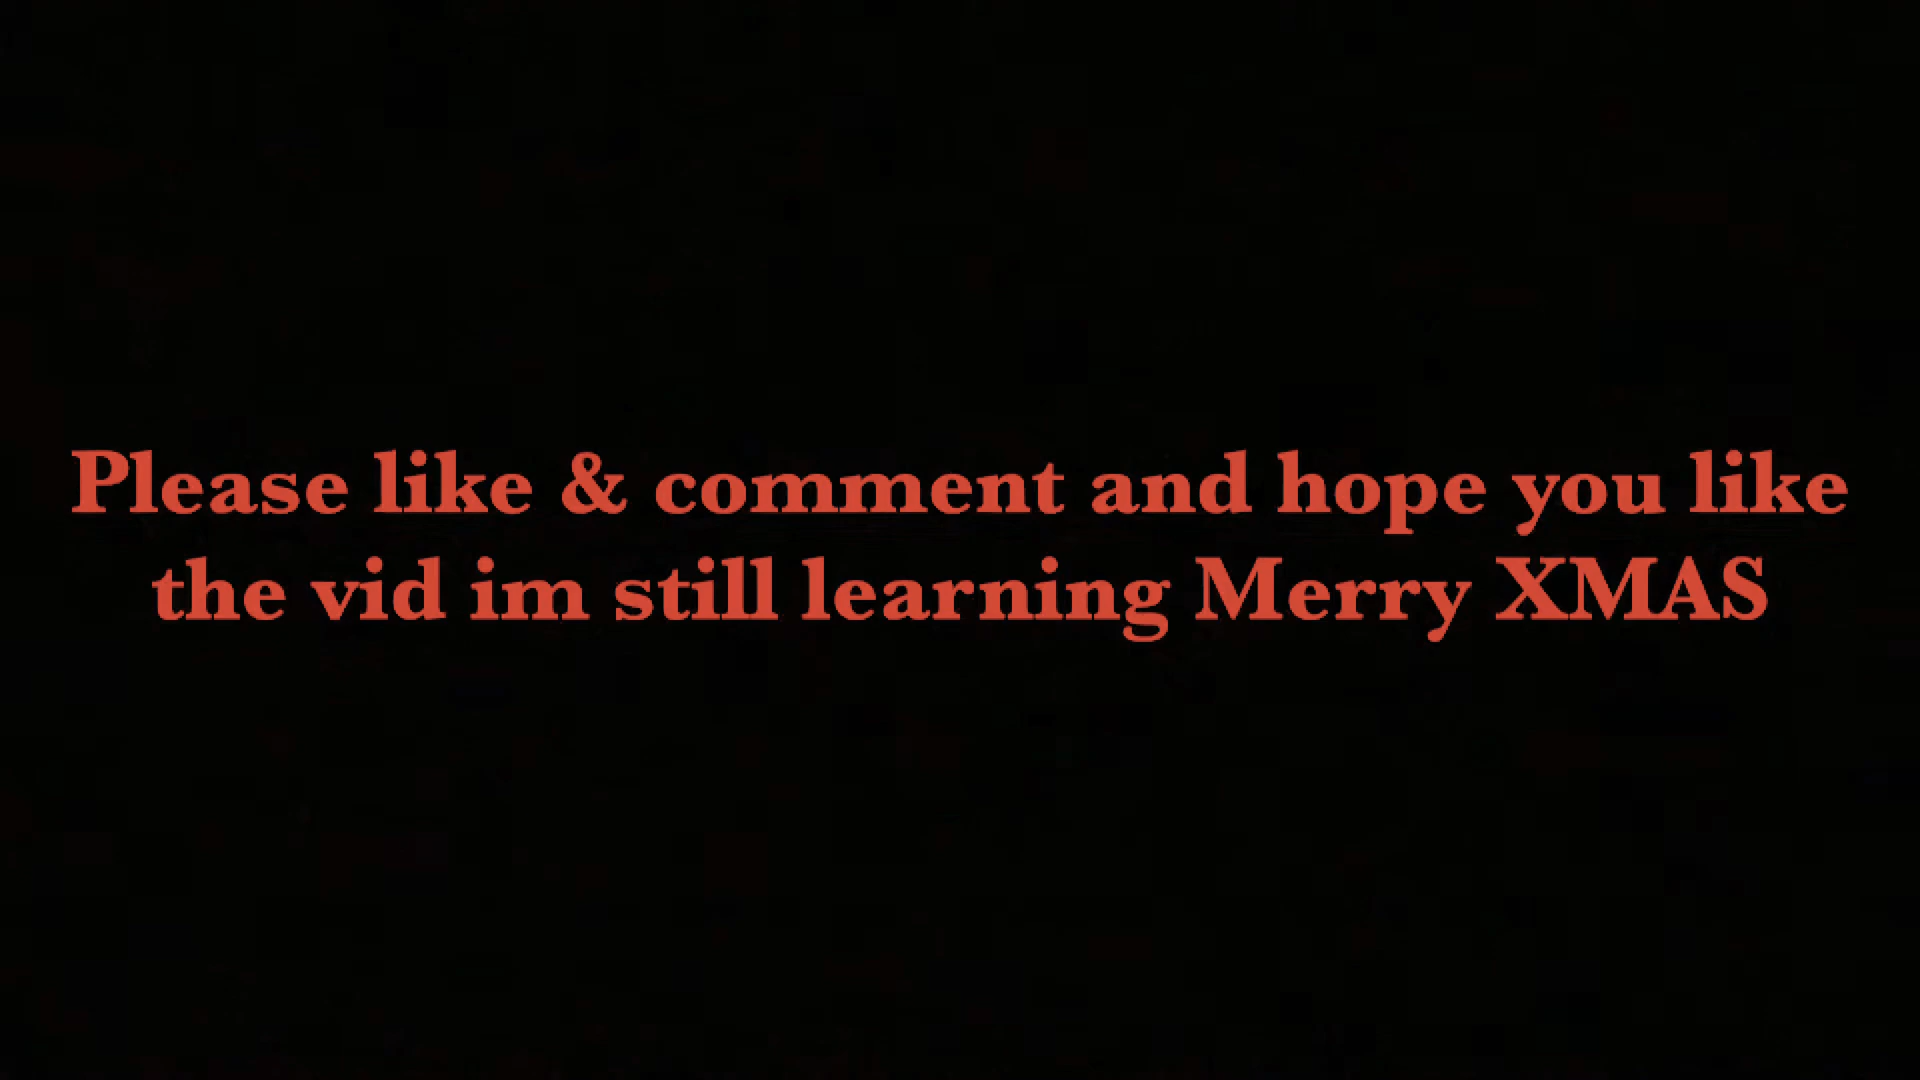 Please like & comment and hope you like
the vid im still learning Merry XMAS